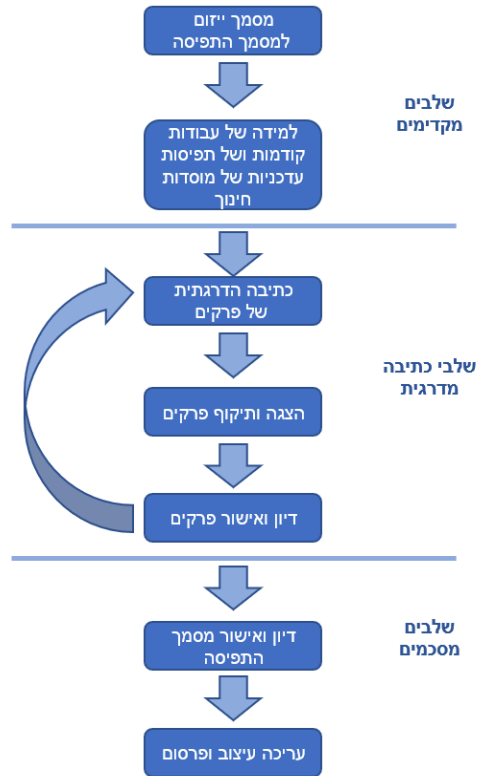 מסמך ייזום
למסמך התפיסה
שלבים
מקדימים
למידה של עבודות
קודמות ושל תפיסות
עדכניות של מוסדות
חינוך
כתיבה הדרגתית
של פרקים
שלבי כתיבה
מדרגית
הצגה ותיקוף פרקים
דיון ואישור פרקים
שלבים
מסכמים
דיון ואישור מסמך
התפיסה
עריכה עיצוב ופרסום